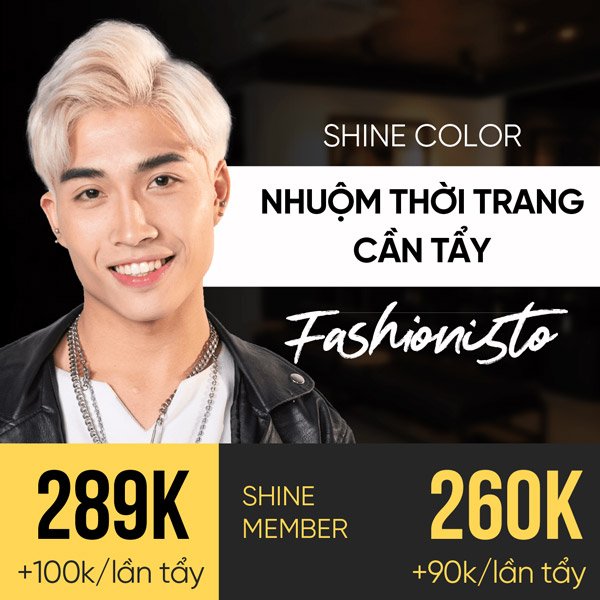 SHINE COLOR
NHUỘM THỜI TRANG
CẦN TẨY
Fashionisto
289K
+100k/lần tẩy
SHINE
MEMBER
260K
+90k/lần tẩy